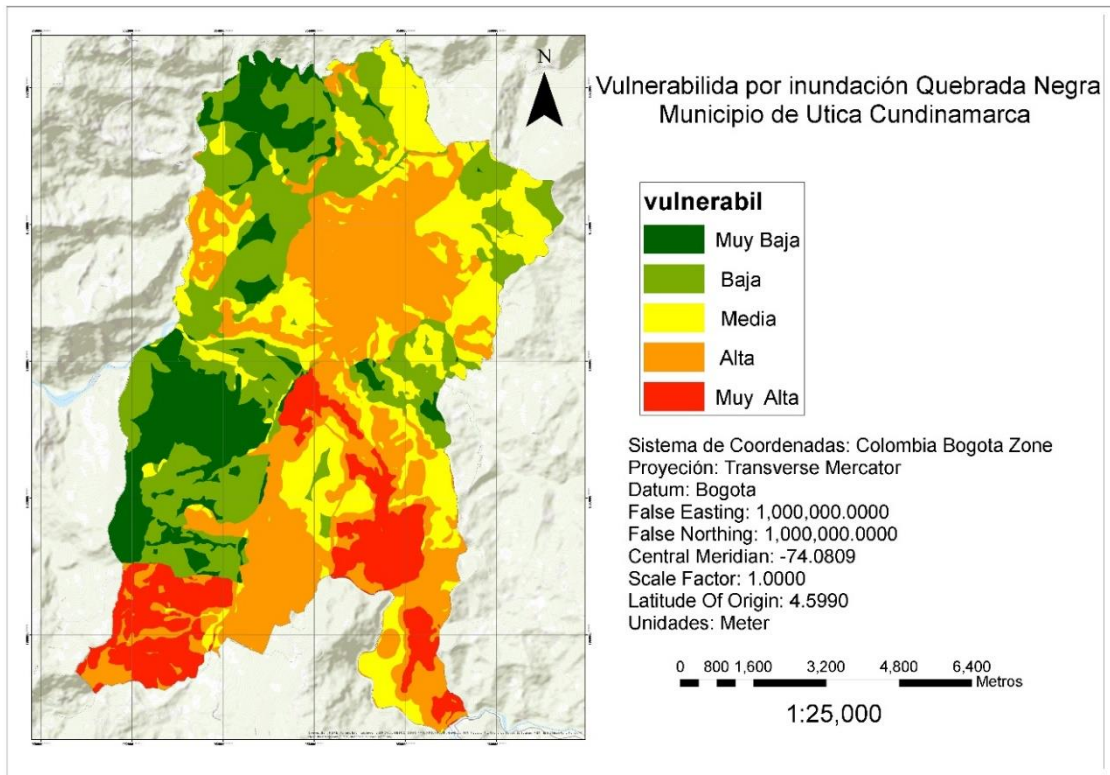 N
Vulnerabilida por inundación Quebrada Negra
Municipio de Utica Cundinamarca
vulnerabil
Muy Baja
Baja
Media
Alta
Muy Alta
Sistema de Coordenadas: Colombia Bogota Zone
Proyeción: Transverse Mercator
Datum: Bogota
False Easting: 1,000,000.0000
False Northing: 1,000,000.0000
Central Meridian: -74.0809
Scale Factor: 1.0000
Latitude Of Origin: 4.5990
Unidades: Meter
0 800 1,600 3,200 4,800 6,400
Metros
1:25,000